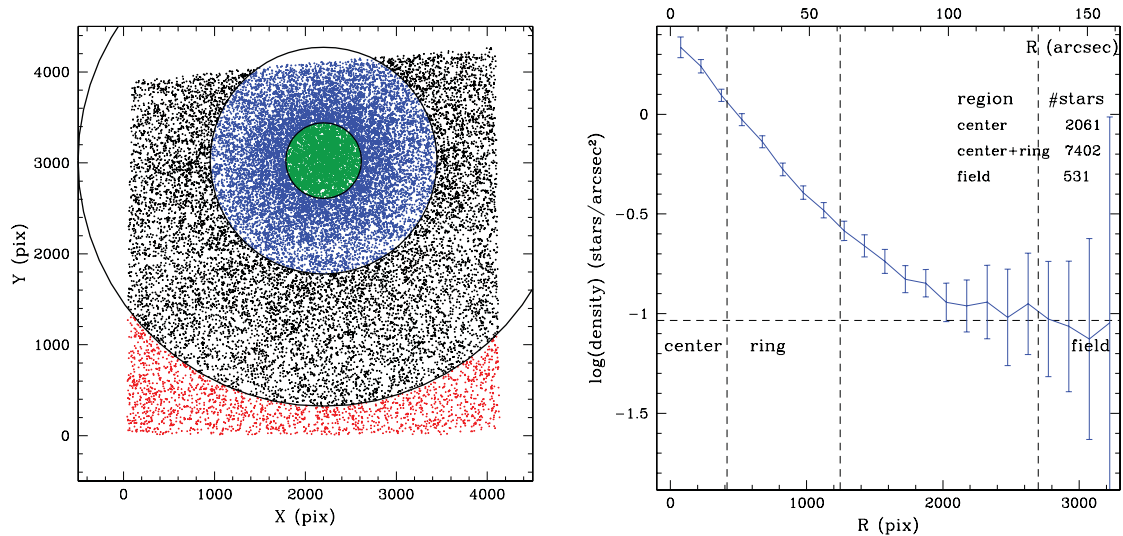 4000
3000
2000
1000
0
Y (pix)
0 1000 2000 3000 4000
X (pix)
0 50 100 150
R (arcsec)
region #stars
center 2061
center+ring 7402
field 531
0
−0.5
−1
−1.5
log(density) (stars/arcsec²)
center ring field
0 1000 2000 3000
R (pix)